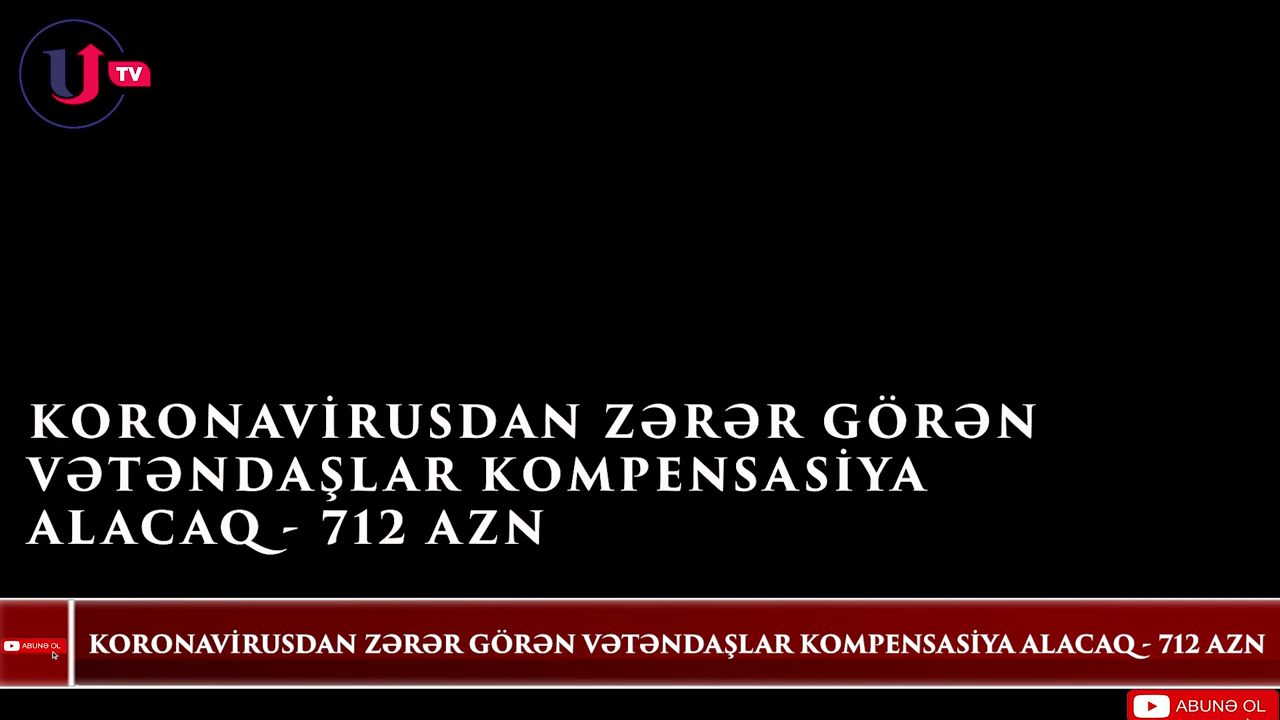 U TV
KORONAVİRUSDAN ZƏRƏR GÖRƏN
VƏTƏNDAŞLAR KOMPENSASİYA
ALACAQ - 712 AZN
ABUNƏ OL
KORONAVİRUSDAN ZƏRƏR GÖRƏN VƏTƏNDAŞLAR KOMPENSASİYA ALACAQ - 712 AZN
ABUNƏ OL